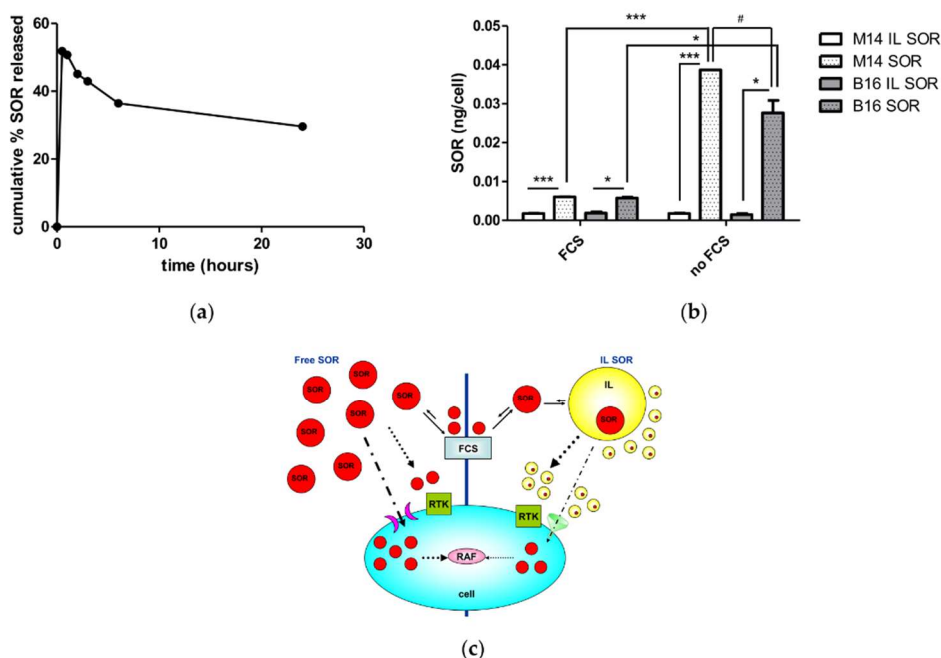 cumulative % SOR released
60
40
20
0
0
10
20
30
time (hours)
(a)
SOR (ng/cell)
0.05
0.04
0.03
0.02
0.01
0.00
***
***
*
***
*
***
#
*
FCS
no FCS
M14 IL SOR
M14 SOR
B16 IL SOR
B16 SOR
(b)
Free SOR
IL SOR
SOR
SOR
SOR
SOR
SOR
SOR
SOR
SOR
IL
SOR
FCS
RTK
RTK
RAF
cell
(c)